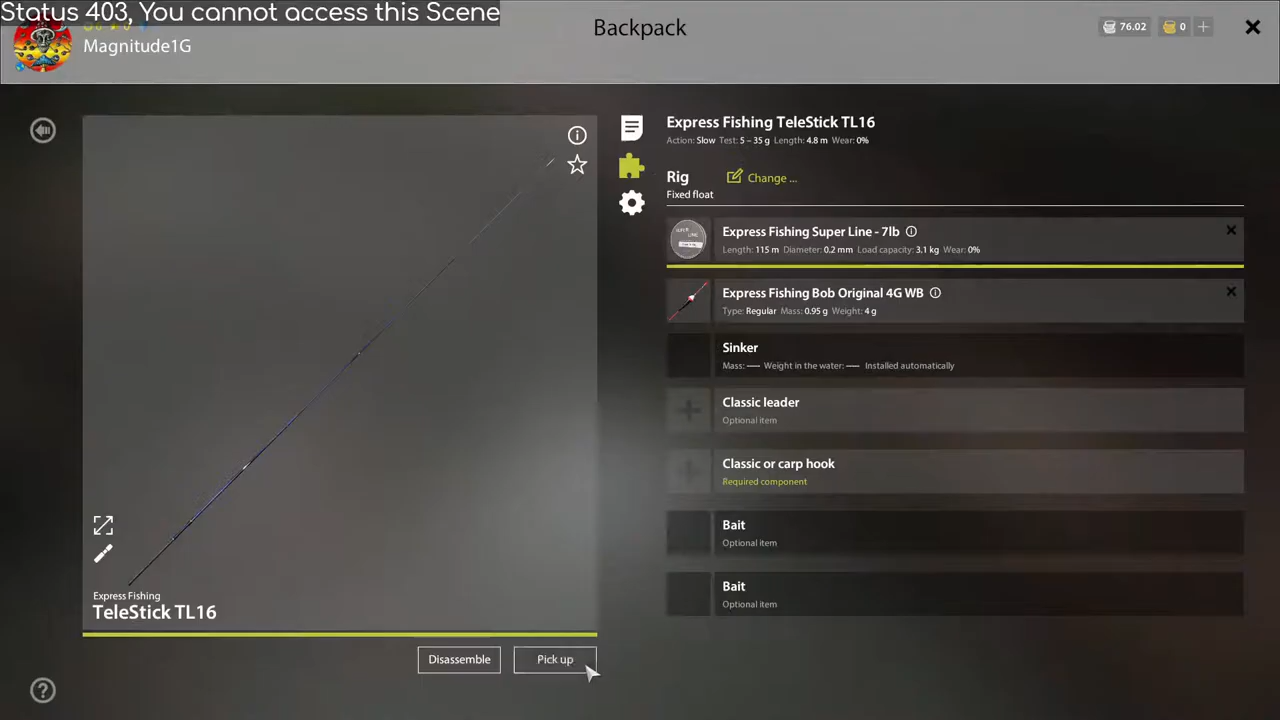 Status 403, You cannot access this Scene
Magnitude1G
Backpack
76.02
0
Express Fishing TeleStick TL16
Action: Slow Test: 5 – 35 g Length: 4.8 m Wear: 0%
Rig
Change ...
Fixed float
Express Fishing Super Line - 7lb
Length: 115 m Diameter: 0.2 mm Load capacity: 3.1 kg Wear: 0%
Express Fishing Bob Original 4G WB
Type: Regular Mass: 0.95 g Weight: 4 g
Sinker
Mass: — Weight in the water: — Installed automatically
Classic leader
Optional item
Classic or carp hook
Required component
Bait
Optional item
Bait
Optional item
Express Fishing
TeleStick TL16
Disassemble
Pick up